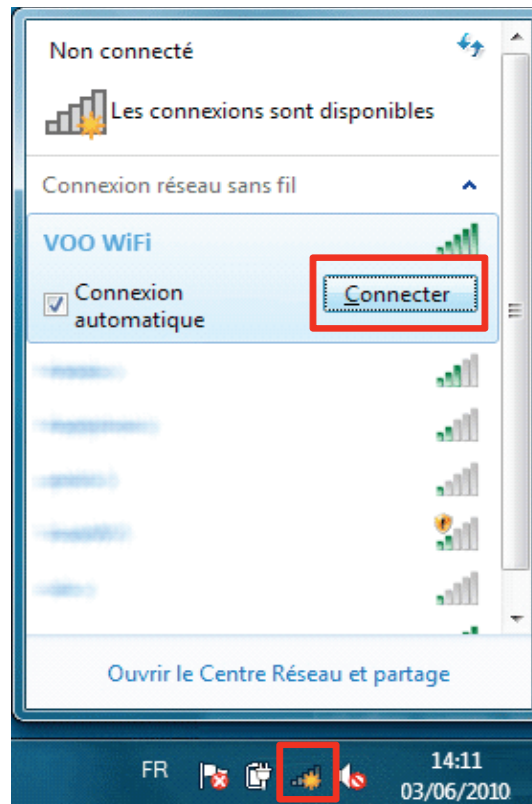 Non connecté
Les connexions sont disponibles
Connexion réseau sans fil
VOO WiFi
Connexion
automatique
Connecter
Ouvrir le Centre Réseau et partage
FR
14:11
03/06/2010